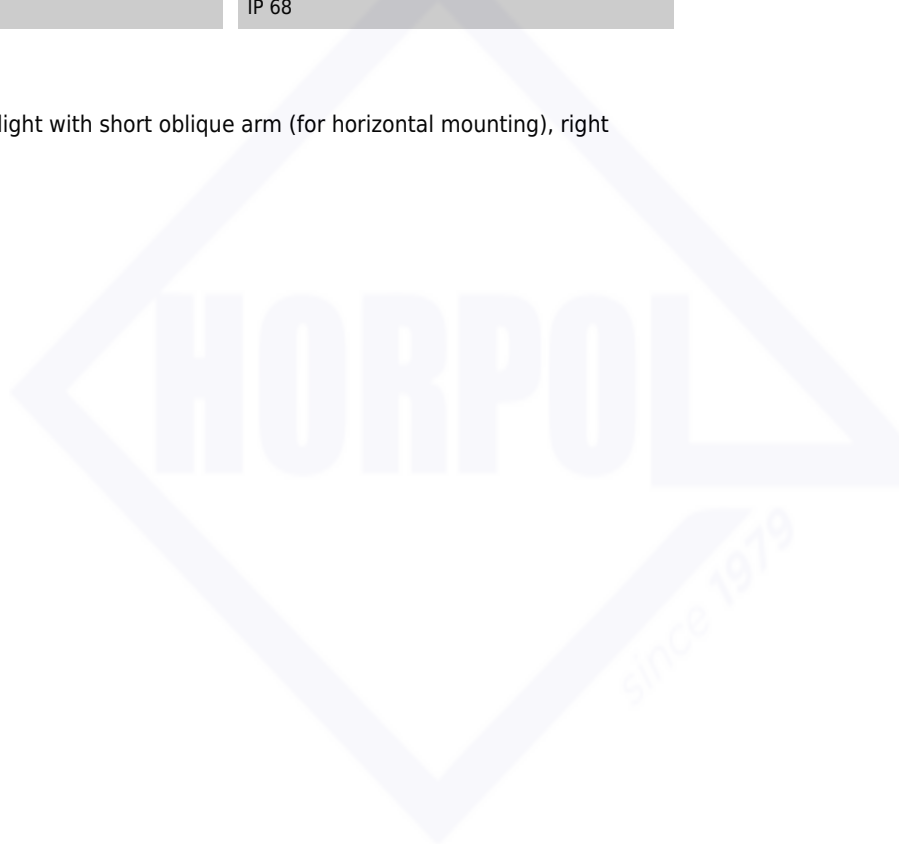 IP 68
light with short oblique arm (for horizontal mounting), right
HORPOL
since 1979